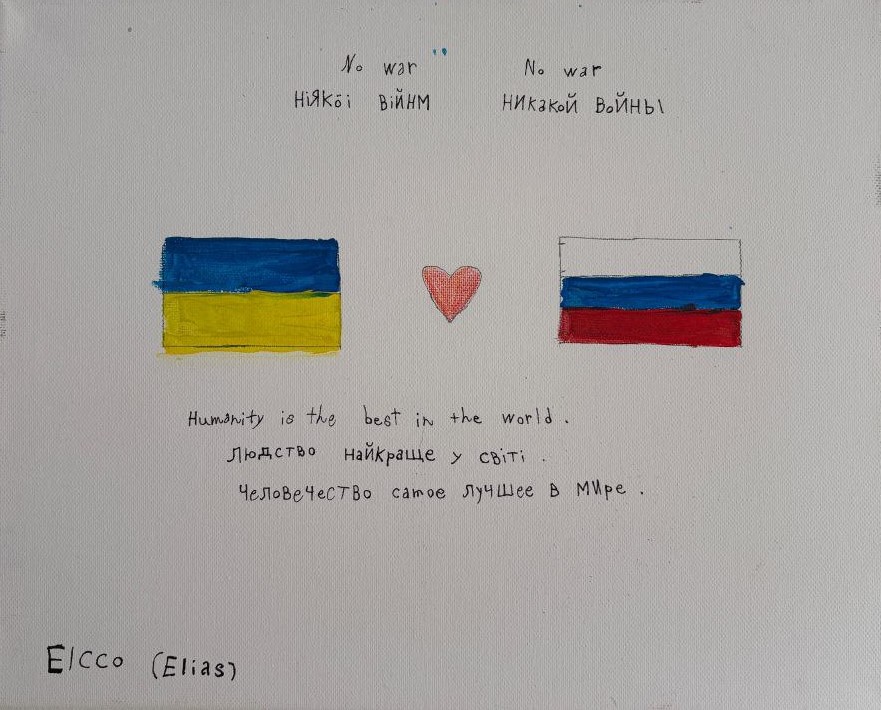 No war No war
Ніякої війнм никакой войны
Humanity is the best in the world.
Людство найкраще у світі.
Человечество самое лучшее в мире.
Elcco (Elias)